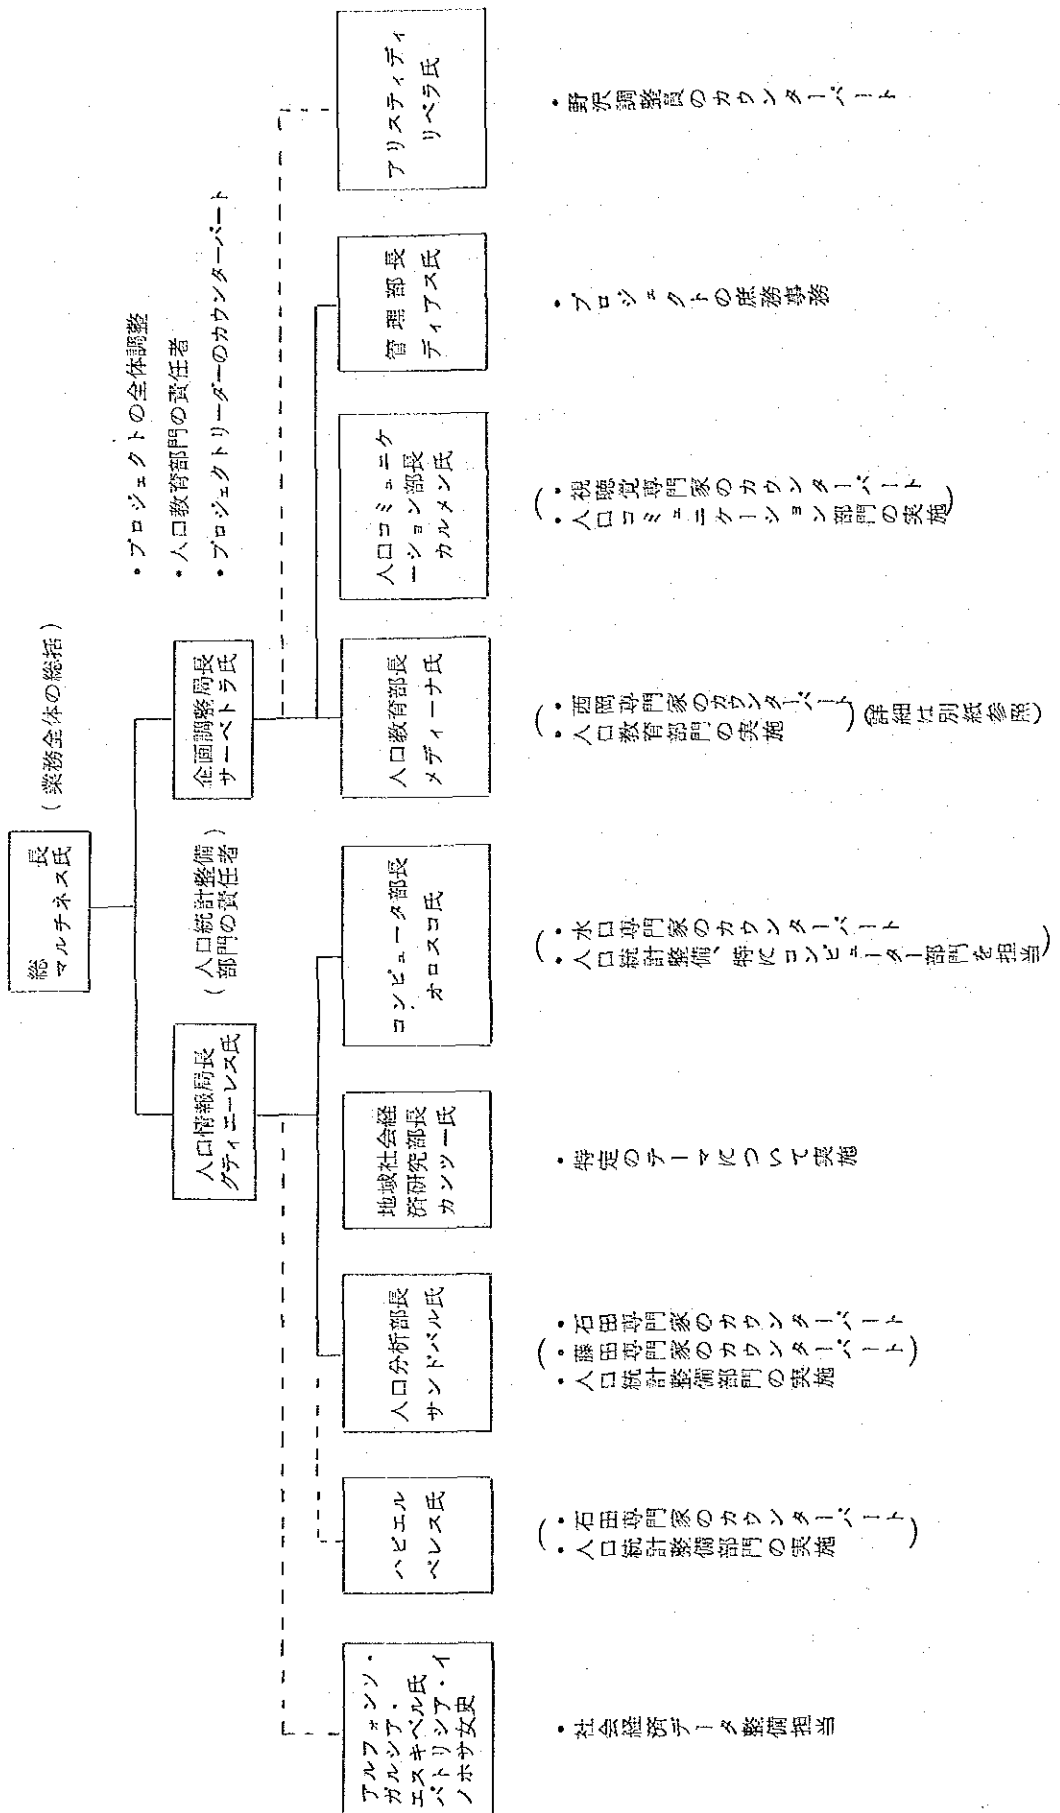 総長
マルチネス氏
(業務全体の総括)
人口情報局長
グティエーレス氏
(人口統計整備
部門の責任者)
企画調整局長
サーベトラ氏
・プロジェクトの全体調整
・人口教育部門の責任者
・プロジェクトリーダーのカウンターパート
アルフォンソ・
ガルシア・
エスキベル氏
パトリシア・イ
ノホサ女史
・社会経済データ整備担当
ハビエル
ベレス氏
(・石田専門家のカウンターパート
・人口統計整備部門の実施)
人口分析部長
サンドバル氏
・石田専門家のカウンターパート
(・藤田専門家のカウンターパート)
・人口統計整備部門の実施
地域社会経
済研究部長
カンツー氏
・特定のテーマについて実施
コンピュータ部長
オロスコ氏
(・水口専門家のカウンターパート
・人口統計整備、特にコンピューター部門を担当)
人口教育部長
メディーナ氏
(・西岡専門家のカウンターパート
・人口教育部門の実施)
(詳細は別紙参照)
人口コミュニケ
ーション部長
カルメン氏
(・視聴覚専門家のカウンターパート
・人口コミュニケーション部門の実施)
管理部長
ディアス氏
・プロジェクトの庶務事務
アリスティディ
リベラ氏
・野沢調整員のカウンターパート